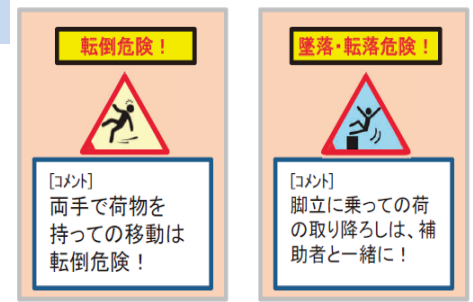 転倒危険！
[コメント]
両手で荷物を
持っての移動は
転倒危険！
墜落・転落危険！
[コメント]
脚立に乗っての荷
の取り降ろしは、補
助者と一緒に！